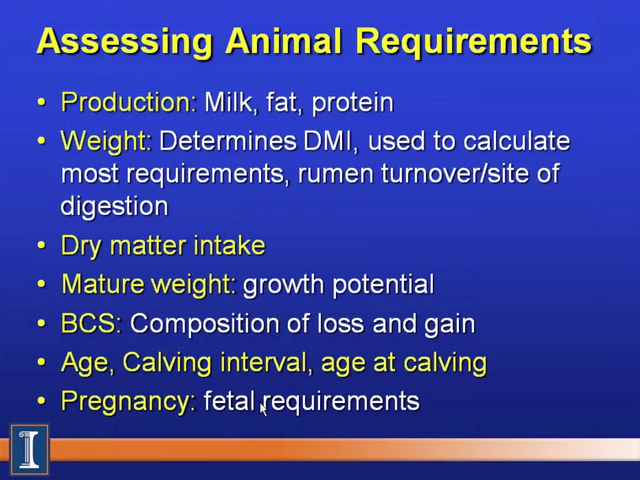 Assessing Animal Requirements
• Production: Milk, fat, protein
• Weight: Determines DMI, used to calculate
most requirements, rumen turnover/site of
digestion
• Dry matter intake
• Mature weight: growth potential
• BCS: Composition of loss and gain
• Age, Calving interval, age at calving
• Pregnancy: fetal requirements
I